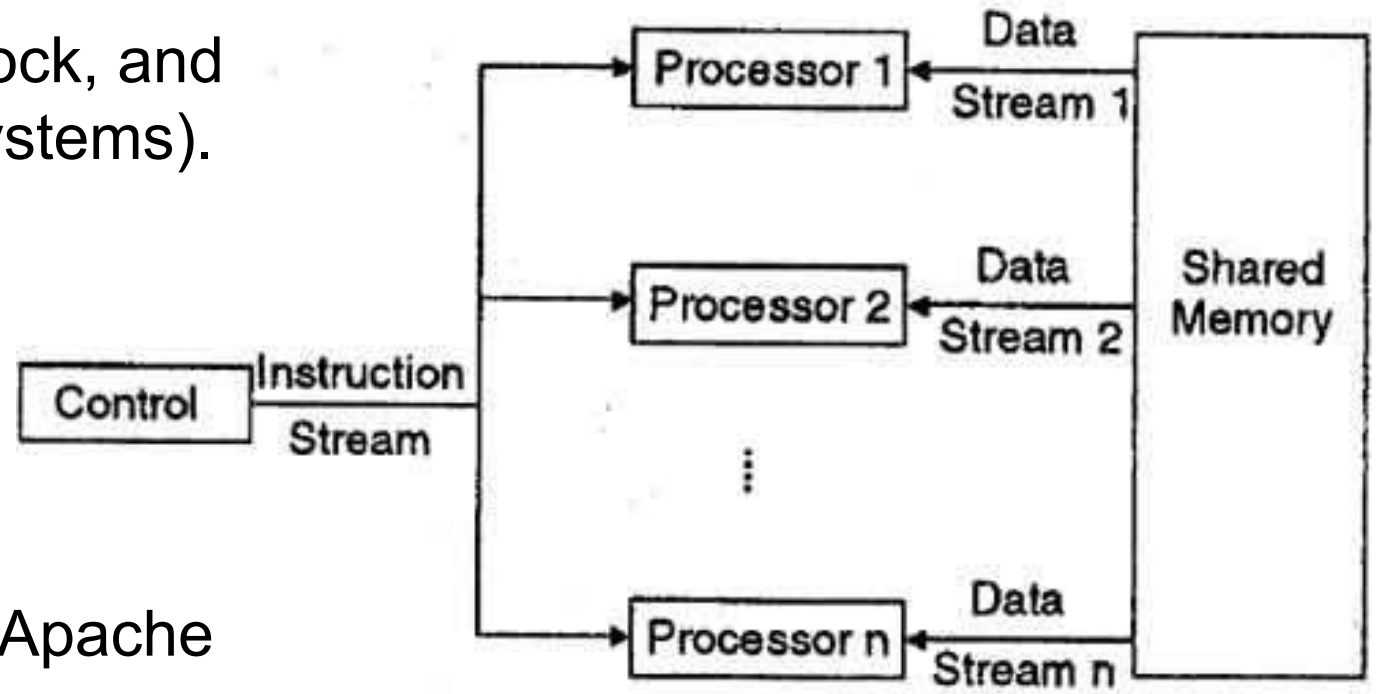 ock, and
ystems).
Apache
Control
Instruction
Stream
Processor 1
Data
Stream 1
Processor 2
Data
Stream 2
Processor n
Data
Stream n
Shared
Memory